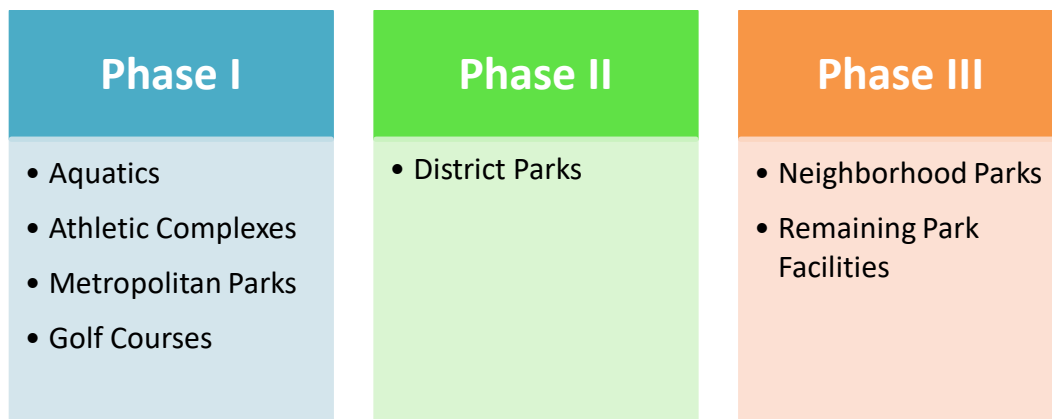 Phase I
• Aquatics
• Athletic Complexes
• Metropolitan Parks
• Golf Courses
Phase II
• District Parks
Phase III
• Neighborhood Parks
• Remaining Park
Facilities